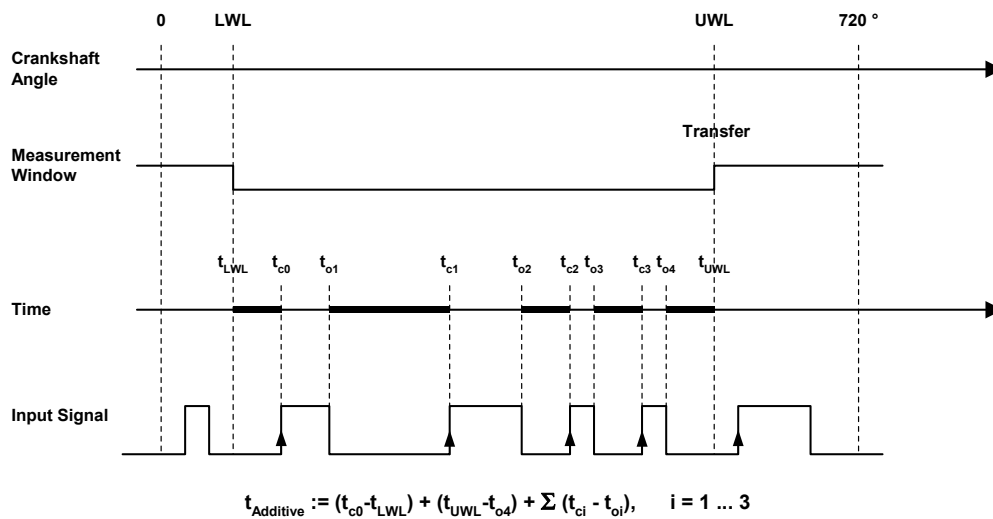 0 LWL UWL 720 °
Crankshaft
Angle
Transfer
Measurement
Window
tLWL tc0 to1 tc1 to2 tc2 to3 tc3 to4 tUWL
Time
Input Signal
tAdditive := (tc0-tLWL) + (tUWL-to4) + Σ (tci - toi), i = 1 ... 3